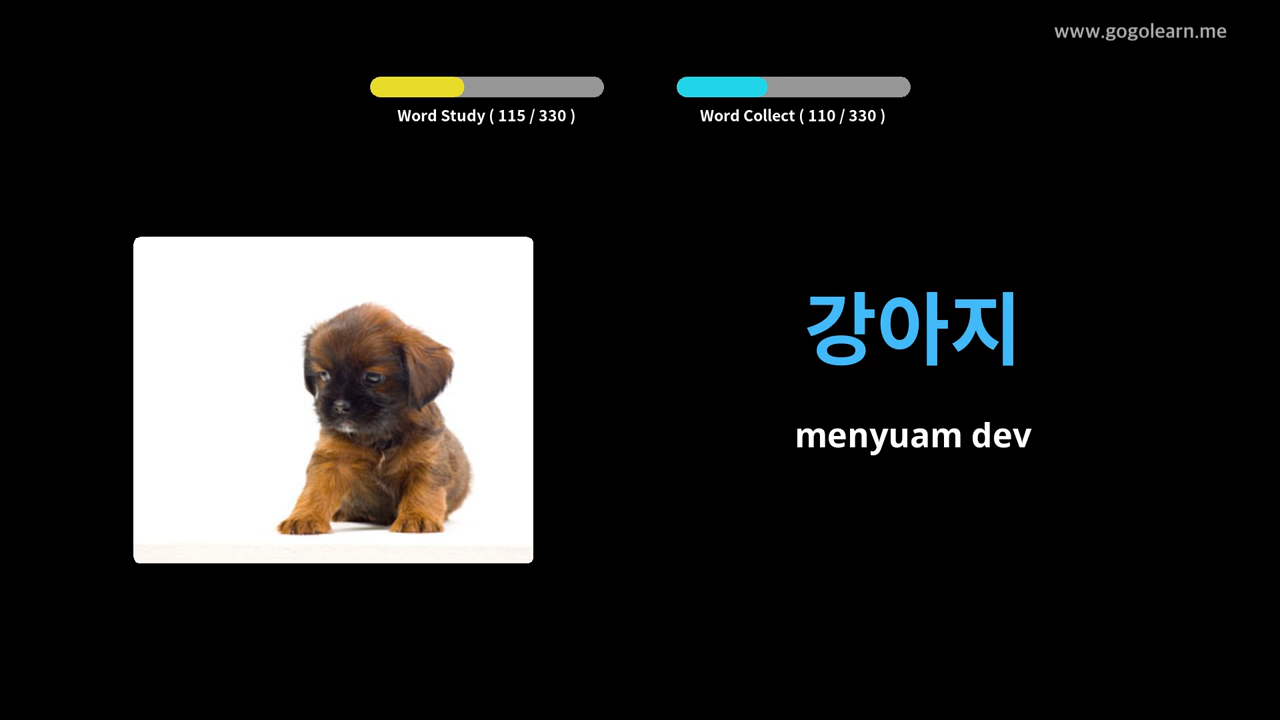 www.gogolearn.me
Word Study ( 115 / 330 )
Word Collect ( 110 / 330 )
강아지
menyuam dev